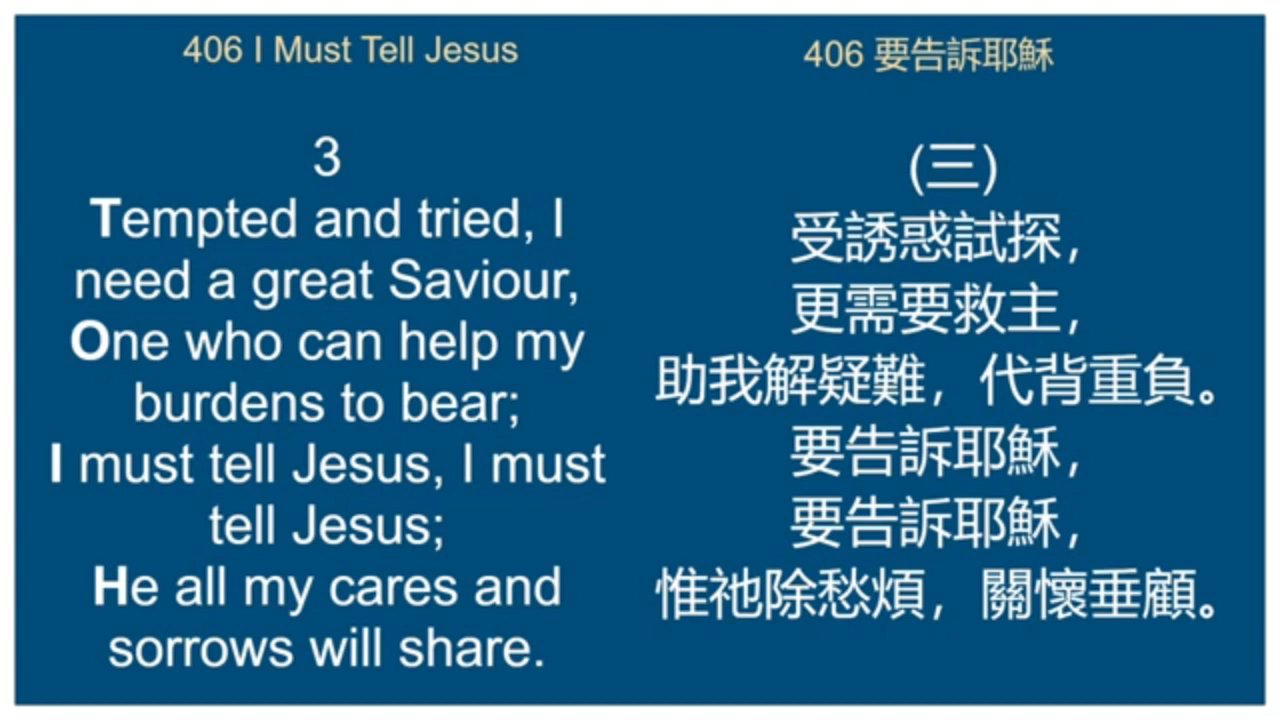 406 I Must Tell Jesus
3
Tempted and tried, I
need a great Saviour,
One who can help my
burdens to bear;
I must tell Jesus, I must
tell Jesus;
He all my cares and
sorrows will share.
406 要告訴耶穌
(三)
受誘惑試探，
更需要救主，
助我解疑難，代背重負。
要告訴耶穌，
要告訴耶穌，
惟祂除愁煩，關懷垂顧。